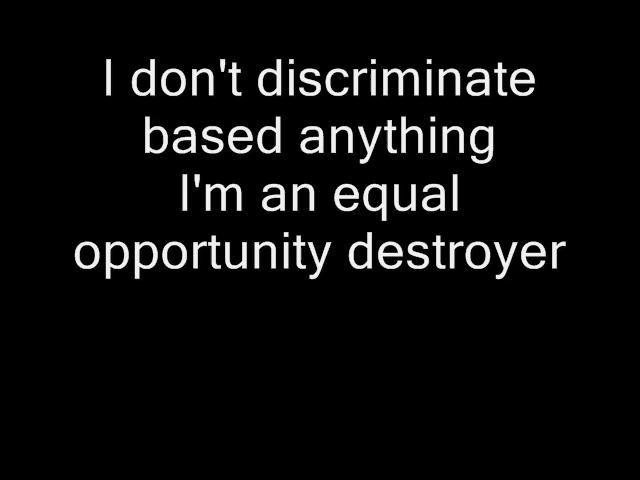 I don't discriminate
based anything
I'm an equal
opportunity destroyer